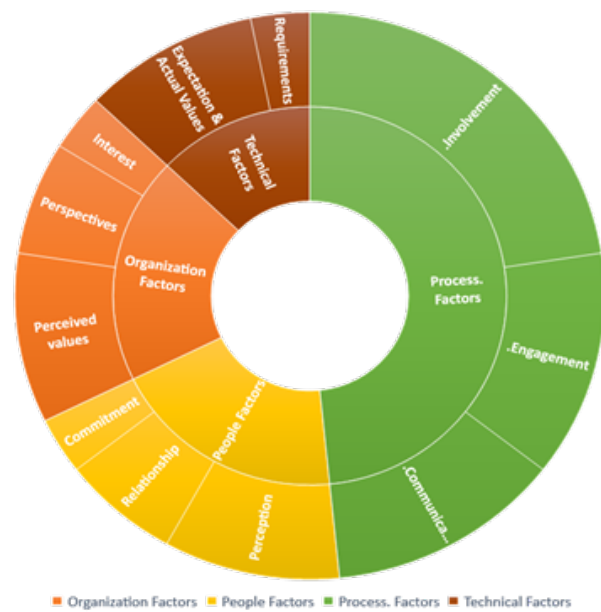 Requirements
Expectation &
Actual Values
Technical
Factors
.Involvement
Interest
Perspectives
Organization
Factors
Process.
Factors
Perceived
values
.Engagement
Commitment
People Factors
Relationship
Perception
.Communica...
Organization Factors People Factors Process. Factors Technical Factors